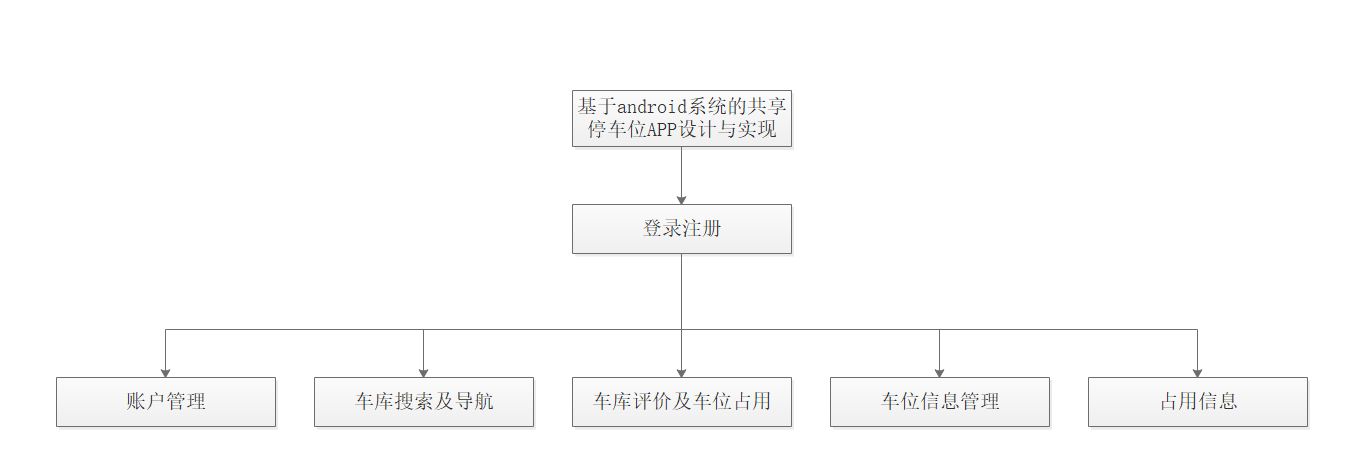 基于android系统的共享
停车位APP设计与实现
登录注册
账户管理
车库搜索及导航
车库评价及车位占用
车位信息管理
占用信息